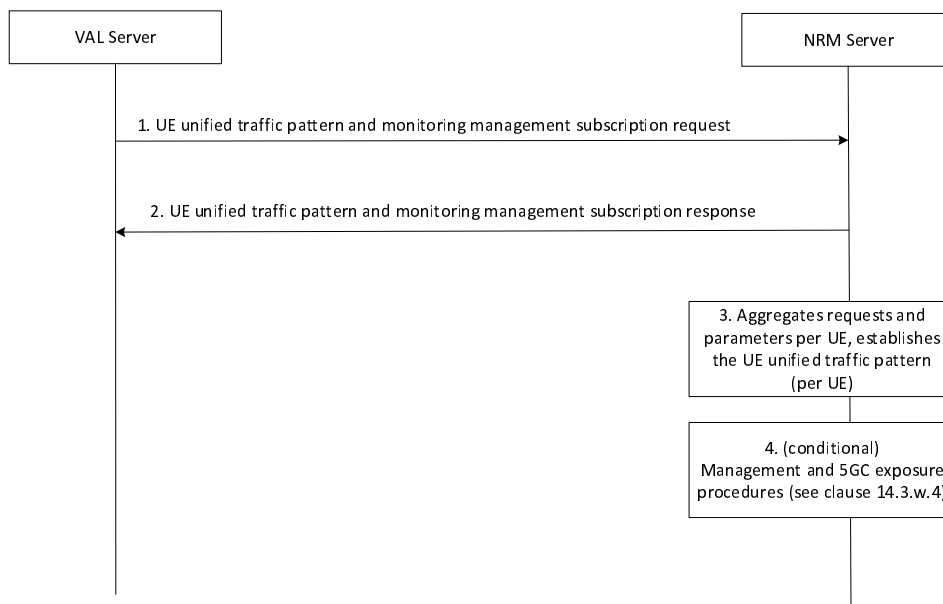 VAL Server
NRM Server
1. UE unified traffic pattern and monitoring management subscription request
2. UE unified traffic pattern and monitoring management subscription response
3. Aggregates requests and
parameters per UE, establishes
the UE unified traffic pattern
(per UE)
4. (conditional)
Management and 5GC exposure
procedures (see clause 14.3.w.4)